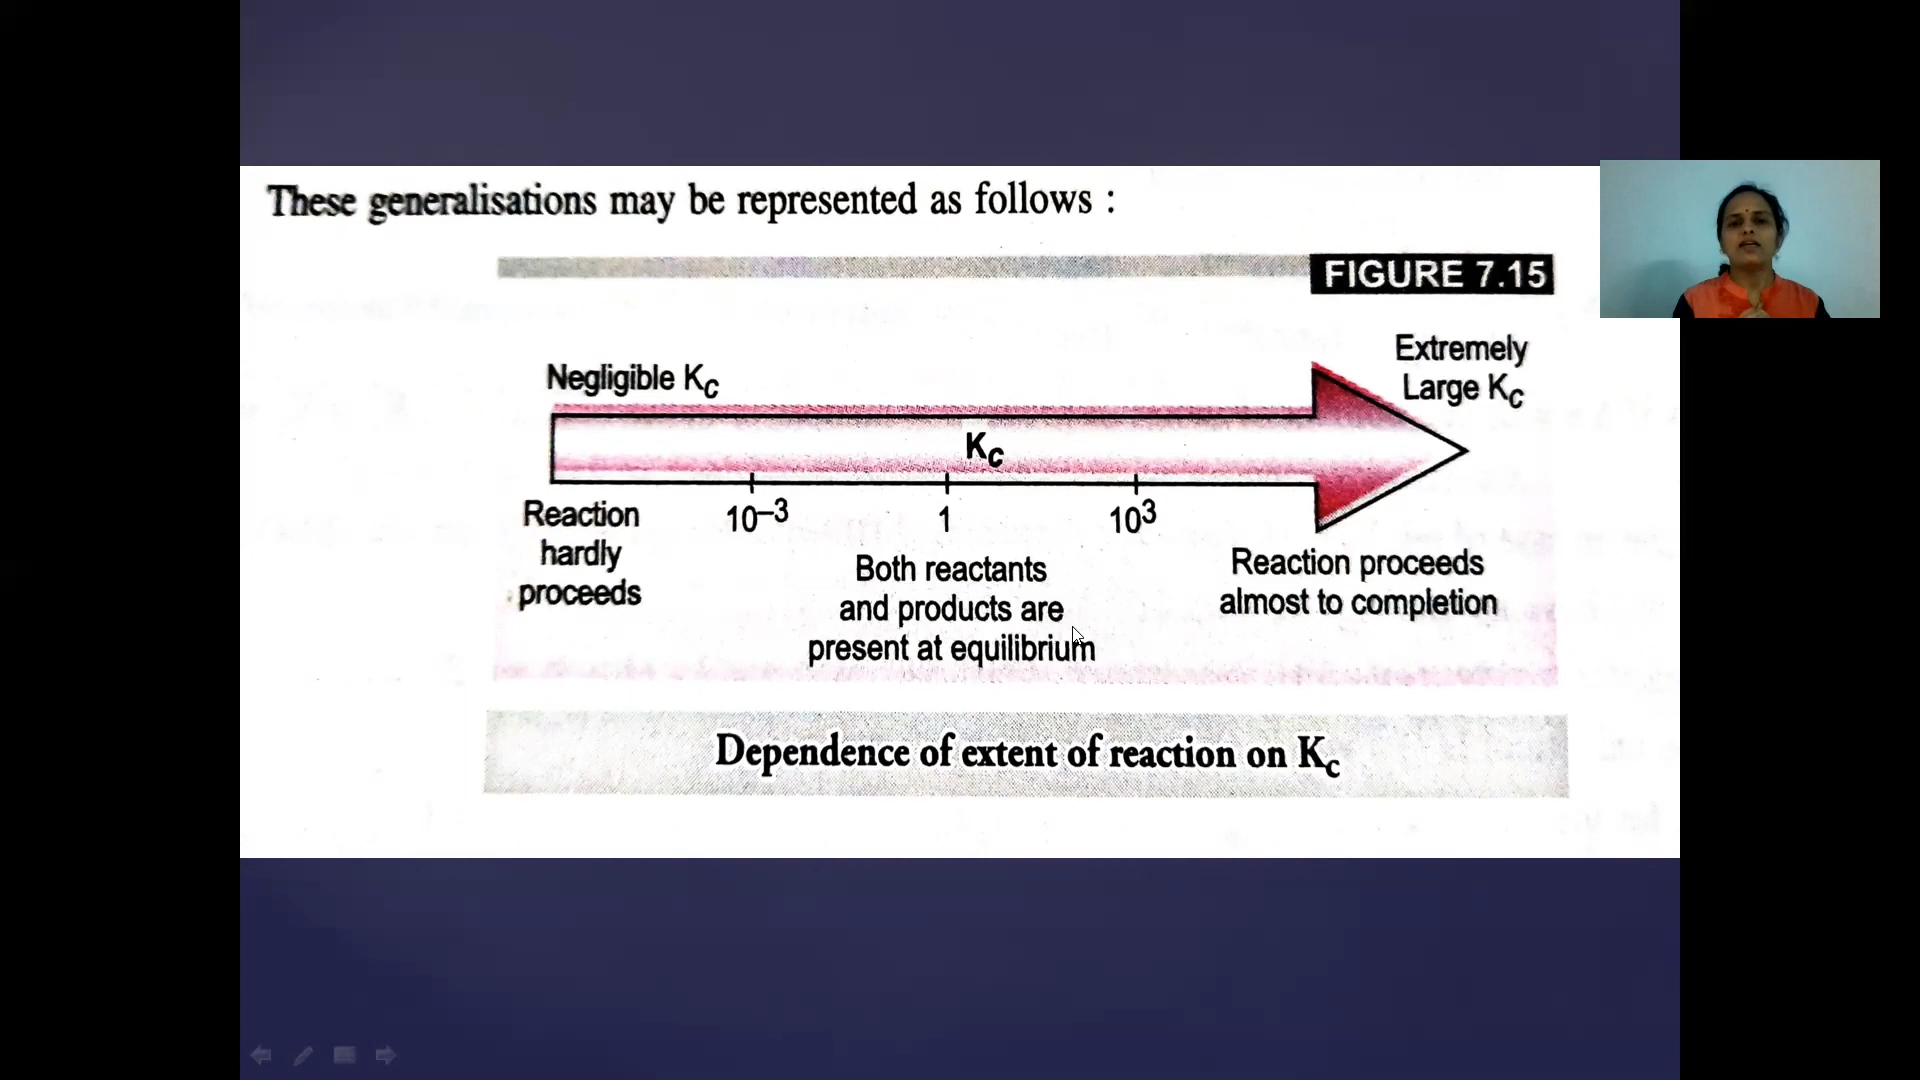 These generalisations may be represented as follows :
FIGURE 7.15
Extremely
Large Kc
Negligible Kc
Kc
10–3
1
103
Reaction
hardly
proceeds
Both reactants
and products are
present at equilibrium
Reaction proceeds
almost to completion
Dependence of extent of reaction on Kc